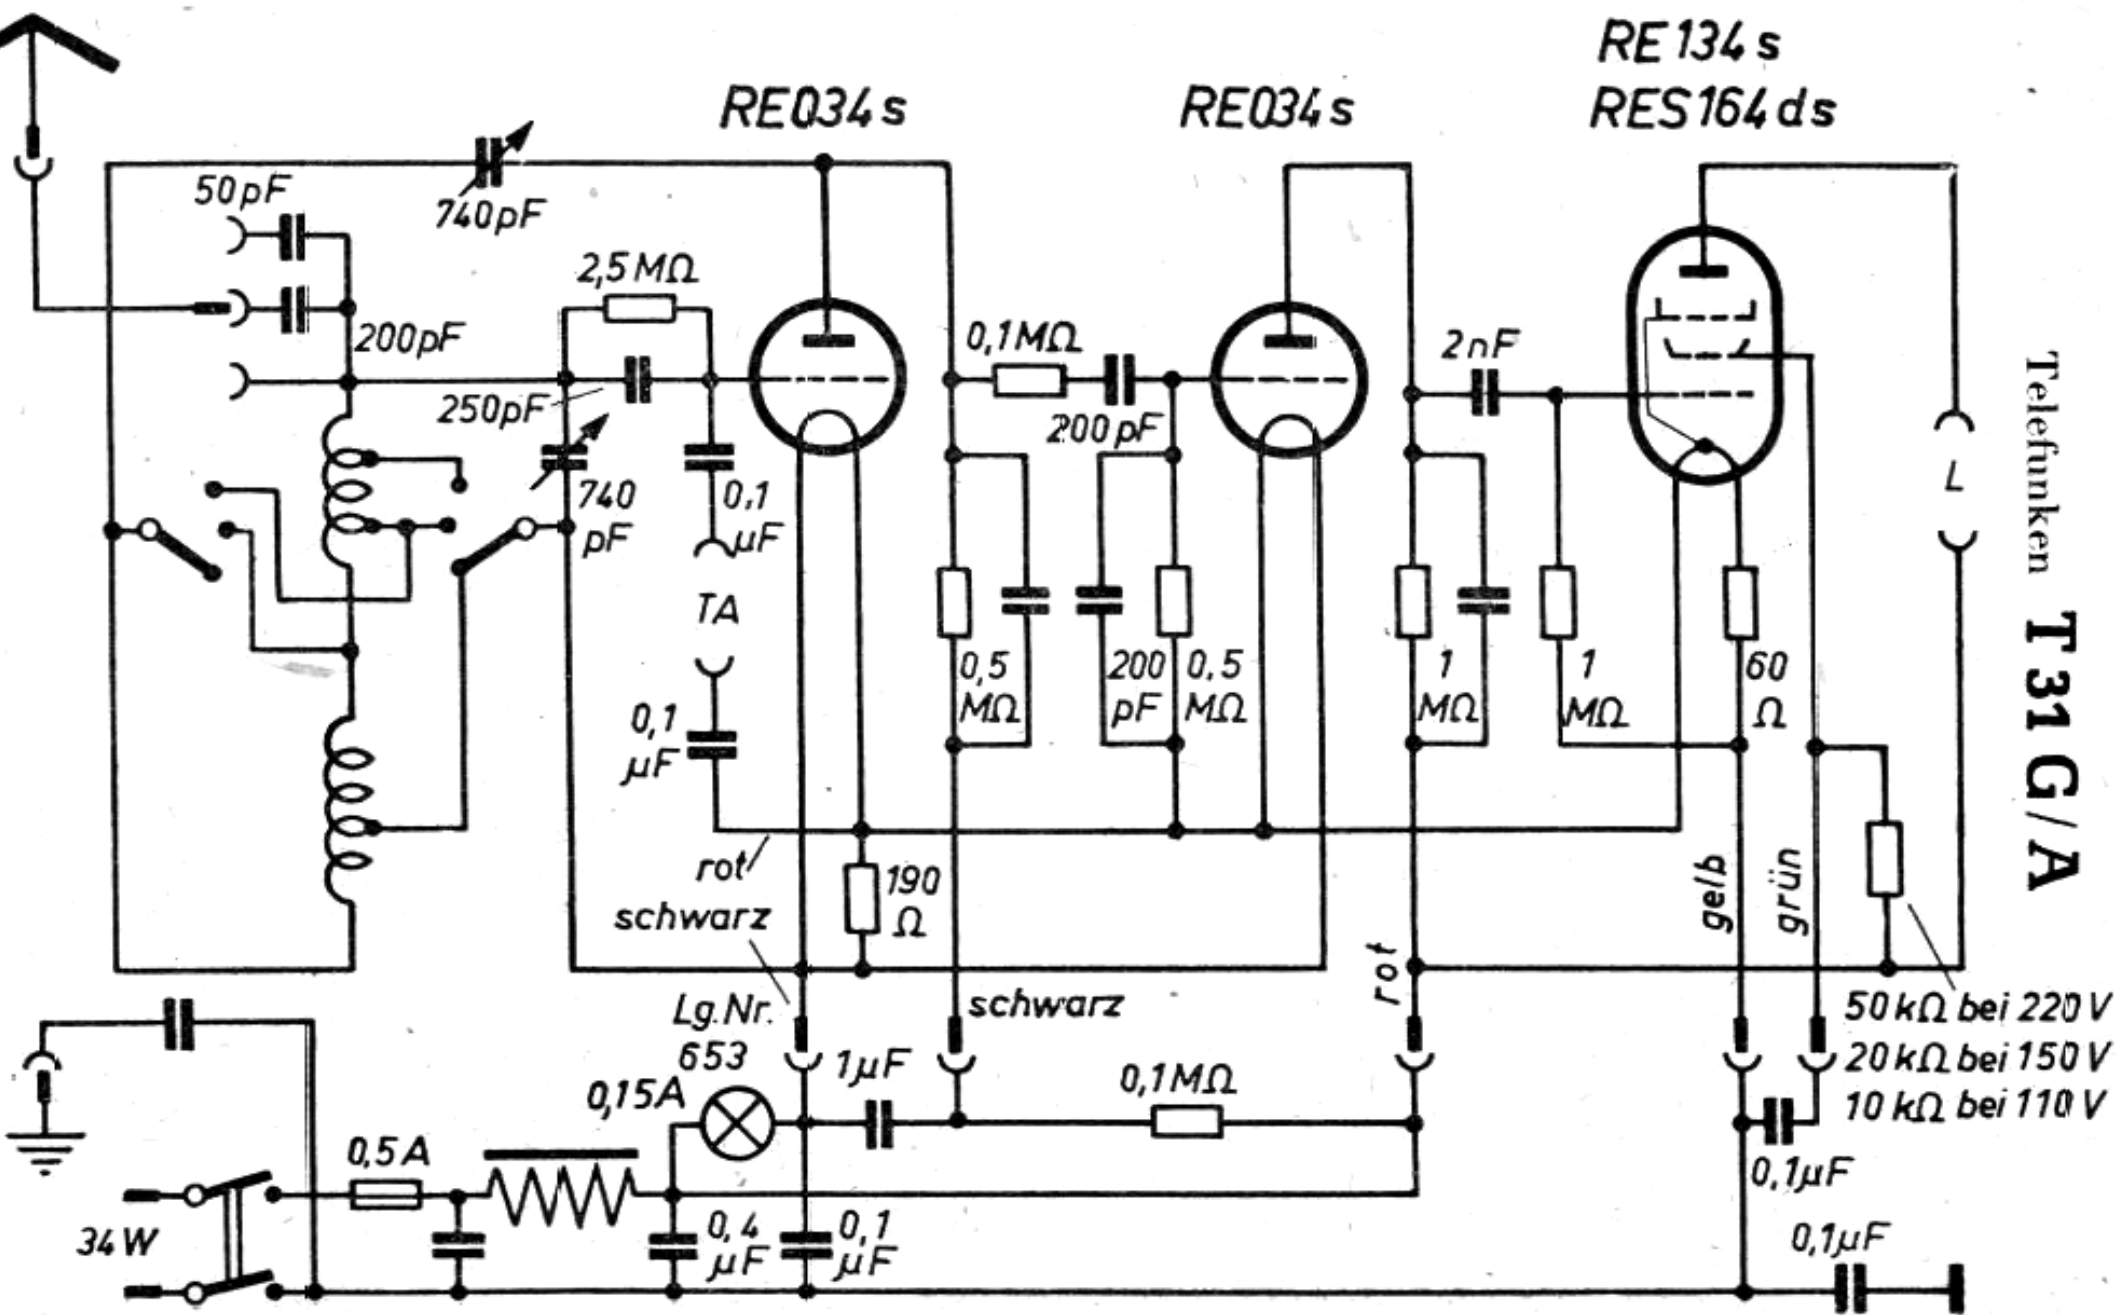 RE134s
RE034s
RE034s
RES164ds
50pF
740pF
2,5MΩ
200pF
0,1MΩ
2nF
250pF
200pF
740
pF
0,1
µF
L
TA
0,5
MΩ
200
pF
0,5
MΩ
1
MΩ
1
MΩ
60
Ω
0,1
µF
rot
190
Ω
schwarz
gelb
grün
rot
Lg.Nr.
653
schwarz
50kΩ bei 220V
20kΩ bei 150V
10kΩ bei 110V
1µF
0,1MΩ
0,15A
0,5A
0,1µF
34W
0,4
µF
0,1
µF
0,1µF
Telefunken T31G/A